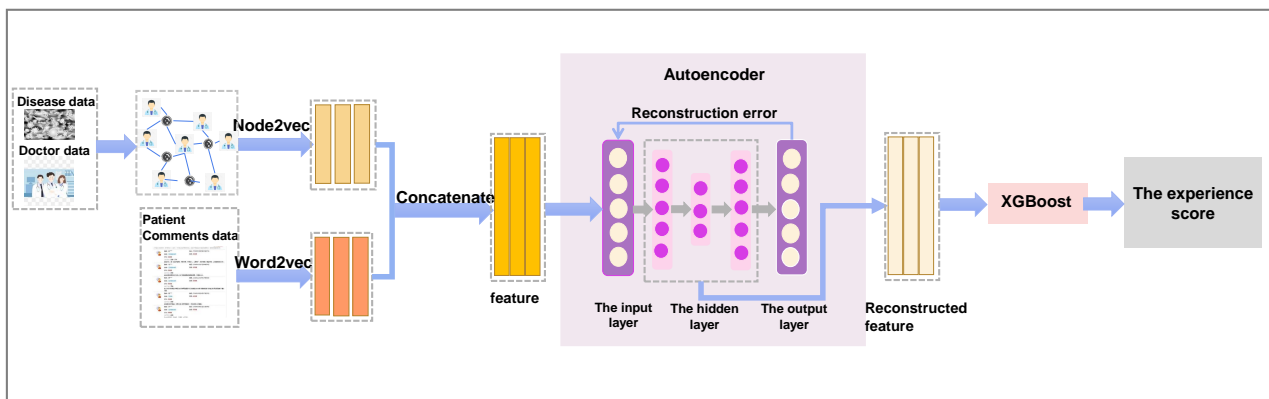 Disease data
Doctor data
Node2vec
Patient
Comments data
Word2vec
Concatenate
feature
Autoencoder
Reconstruction error
The input
layer
The hidden
layer
The output
layer
Reconstructed
feature
XGBoost
The experience
score